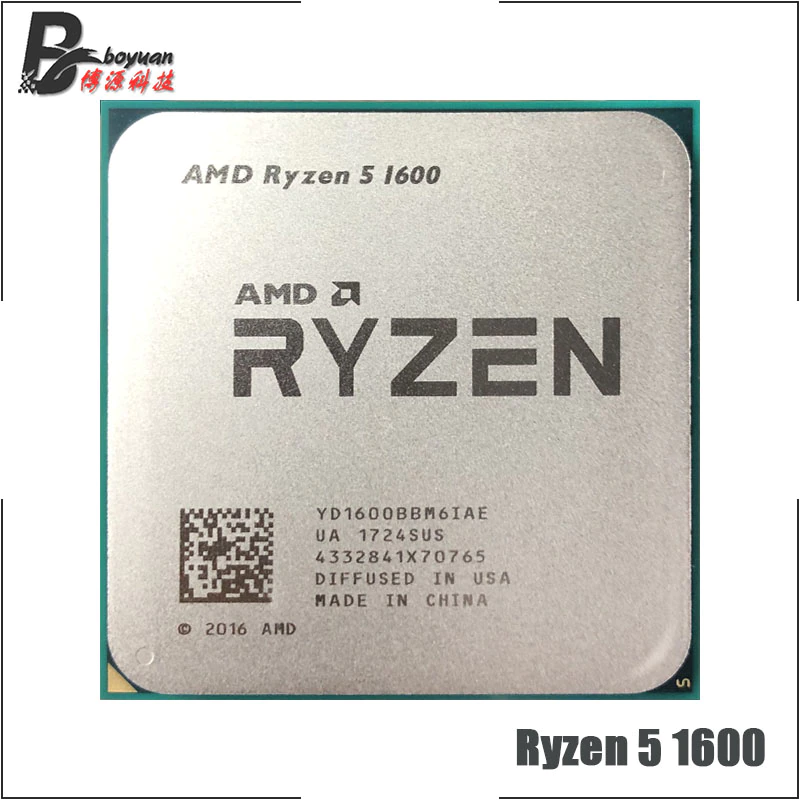 boyuan
博源科技
AMD Ryzen 5 1600
AMD
RYZEN
YD1600BBM6IAE
UA 1724SUS
4332841X70765
DIFFUSED IN USA
MADE IN CHINA
© 2016 AMD
Ryzen 5 1600